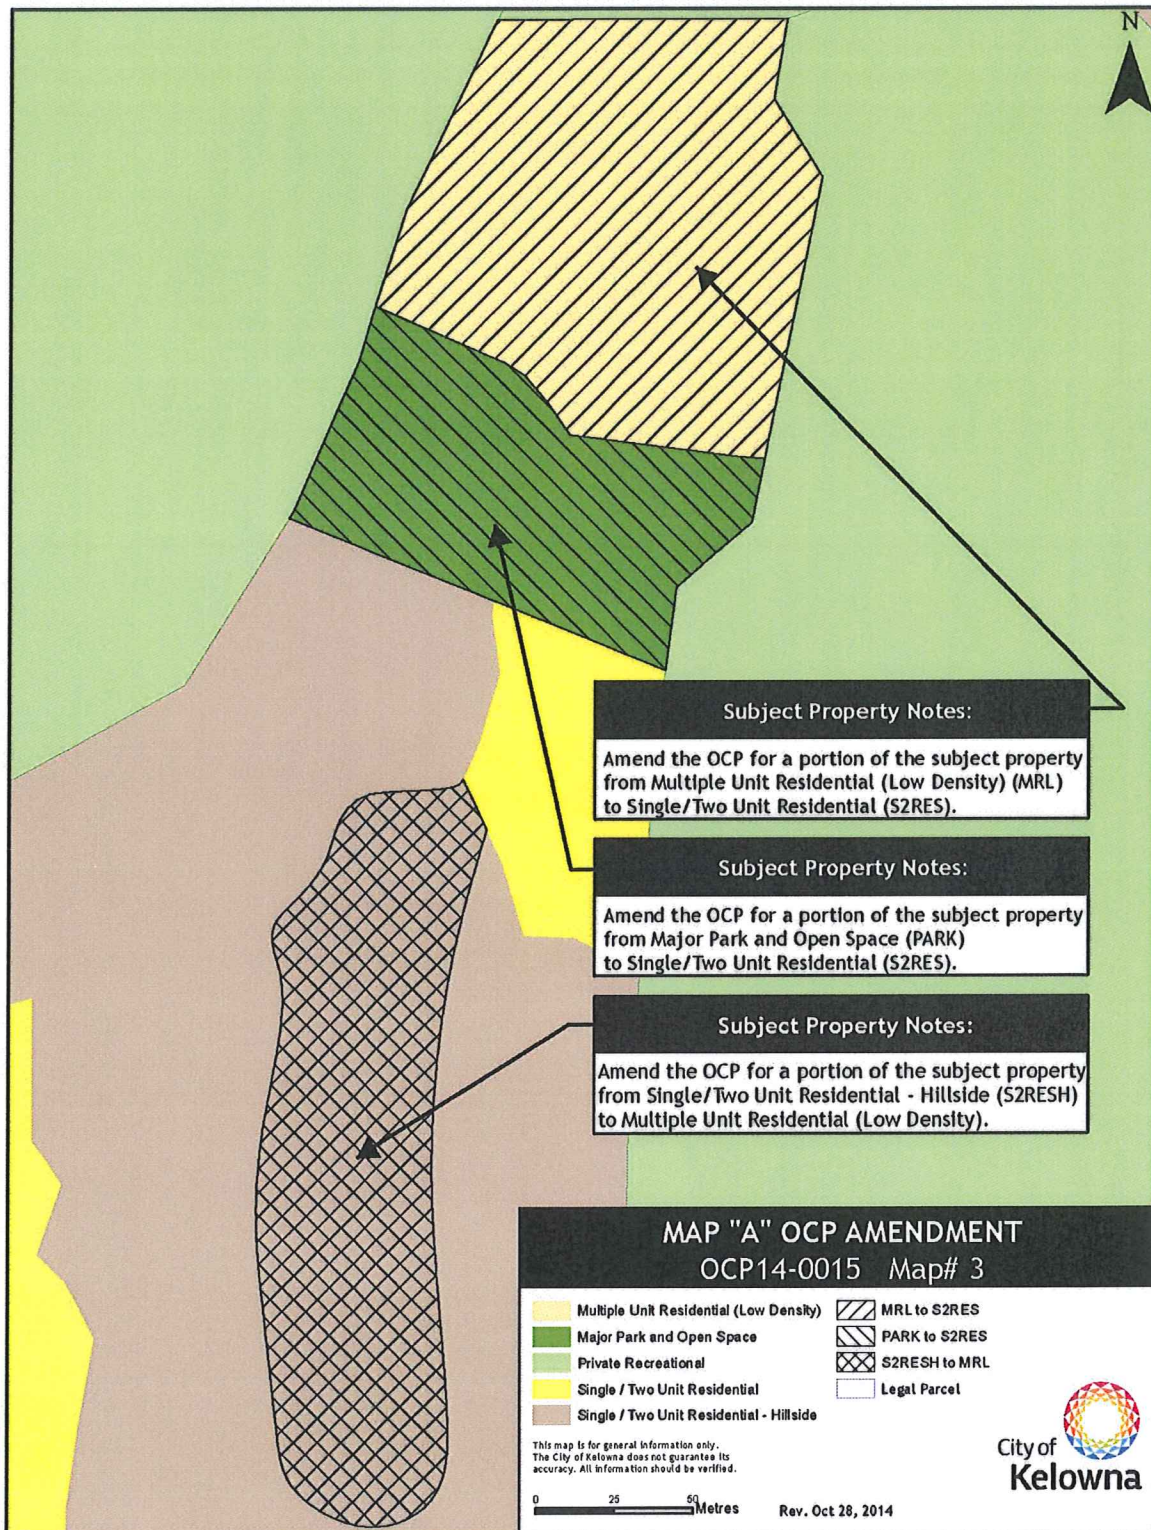 N
Subject Property Notes:
Amend the OCP for a portion of the subject property
from Multiple Unit Residential (Low Density) (MRL)
to Single/Two Unit Residential (S2RES).
Subject Property Notes:
Amend the OCP for a portion of the subject property
from Major Park and Open Space (PARK)
to Single/Two Unit Residential (S2RES).
Subject Property Notes:
Amend the OCP for a portion of the subject property
from Single/Two Unit Residential - Hillside (S2RESH)
to Multiple Unit Residential (Low Density).
MAP "A" OCP AMENDMENT
OCP14-0015 Map# 3
Multiple Unit Residential (Low Density)
Major Park and Open Space
Private Recreational
Single / Two Unit Residential
Single / Two Unit Residential - Hillside
MRL to S2RES
PARK to S2RES
S2RESH to MRL
Legal Parcel
This map is for general information only.
The City of Kelowna does not guarantee its
accuracy. All information should be verified.
0 25 50 Metres
Rev. Oct 28, 2014
City of
Kelowna